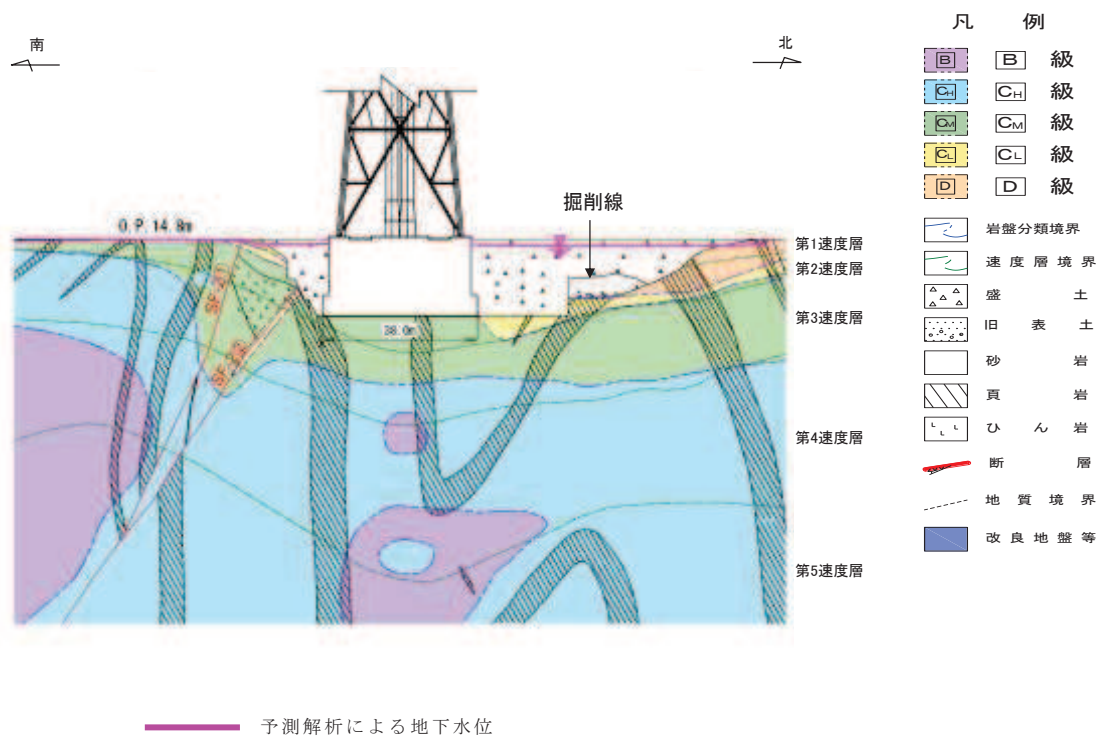 南
北
O.P.14.8m
掘削線
38.0m
第1速度層
第2速度層
第3速度層
第4速度層
第5速度層
凡 例
B B 級
CH CH 級
CM CM 級
CL CL 級
D D 級
岩盤分類境界
速度層境界
盛 土
旧 表 土
砂 岩
頁 岩
ひ ん 岩
断 層
地 質 境 界
改 良 地 盤 等
予測解析による地下水位